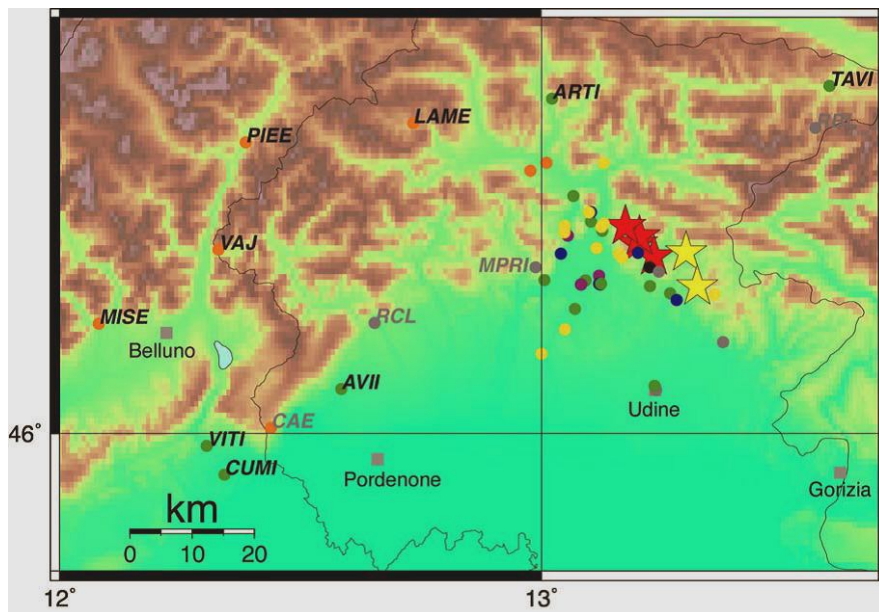 TAVI
ARTI
LAME
PIEE
VAJ
MPRI
MISE
RCL
Belluno
AVII
Udine
CAE
46°
VITI
Pordenone
CUMI
Gorizia
km
0 10 20
12°
13°